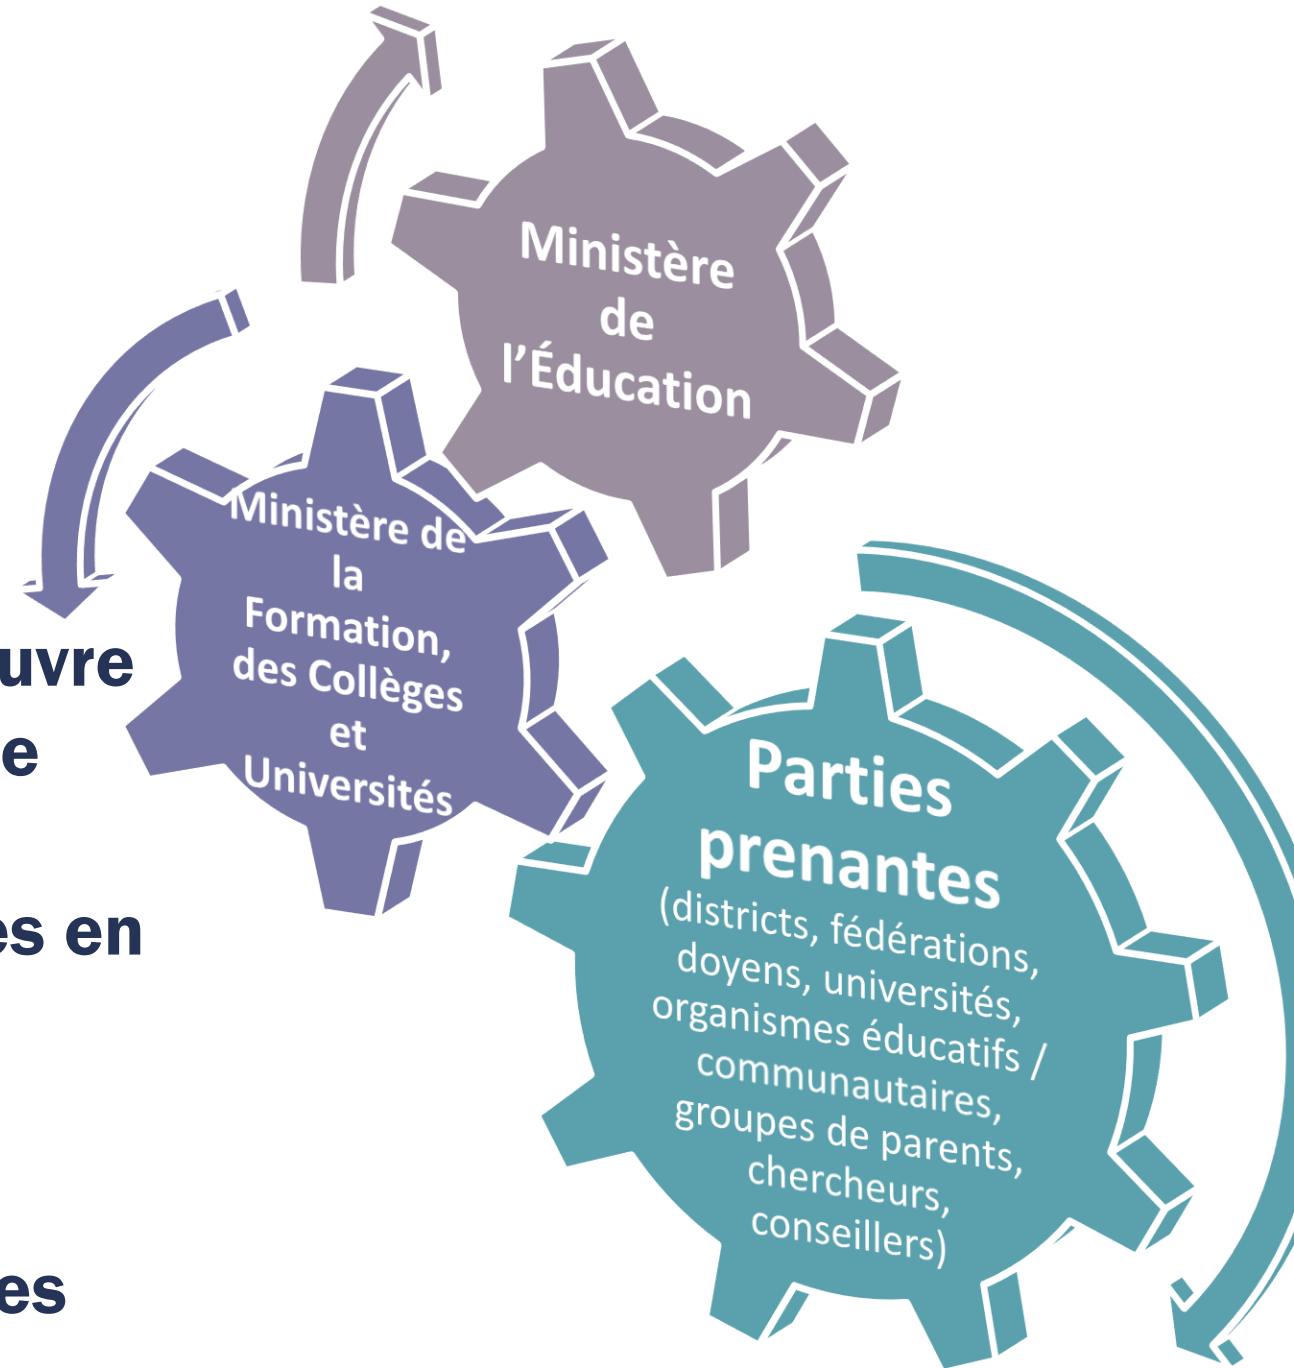 Ministère
de
l’Éducation
Ministère de
la
Formation,
des Collèges
et
Universités
Parties
prenantes
(districts, fédérations,
doyens, universités,
organismes éducatifs /
communautaires,
groupes de parents,
chercheurs,
conseillers)
uvre
e
es en
es